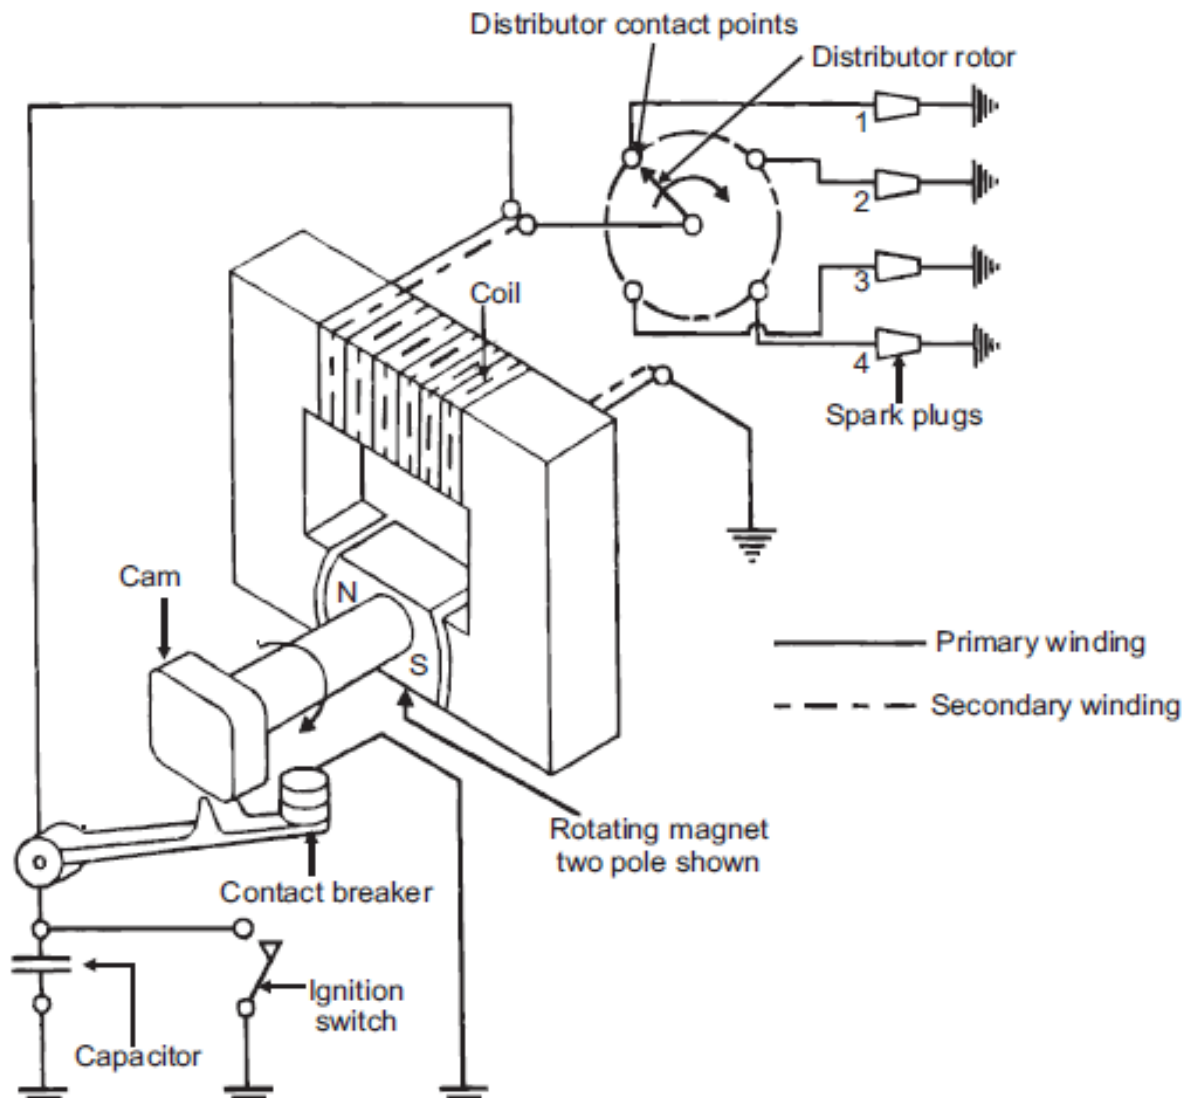 Distributor contact points
Distributor rotor
1
2
3
4
Coil
Spark plugs
Cam
N
S
Primary winding
Secondary winding
Rotating magnet
two pole shown
Contact breaker
Ignition
switch
Capacitor